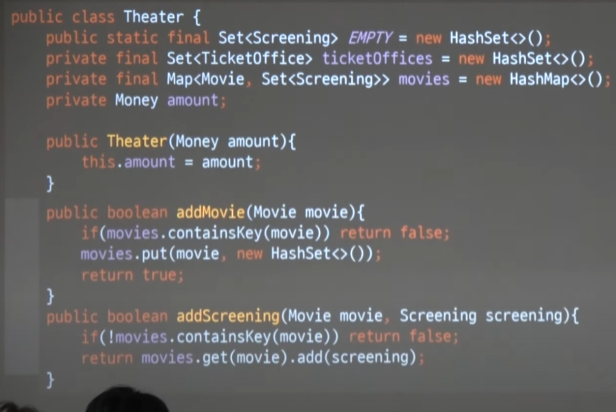 public class Theater {
public static final Set<Screening> EMPTY = new HashSet<>();
private final Set<TicketOffice> ticketOffices = new HashSet<>();
private final Map<Movie, Set<Screening>> movies = new HashMap<>();
private Money amount;
public Theater(Money amount){
this.amount = amount;
}
public boolean addMovie(Movie movie){
if(movies.containsKey(movie)) return false;
movies.put(movie, new HashSet<>());
return true;
}
public boolean addScreening(Movie movie, Screening screening){
if(!movies.containsKey(movie)) return false;
return movies.get(movie).add(screening);
}